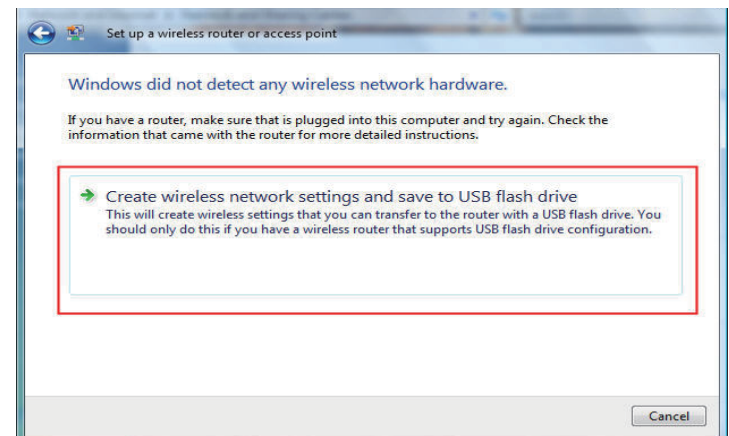 Set up a wireless router or access point
Windows did not detect any wireless network hardware.
If you have a router, make sure that is plugged into this computer and try again. Check the
information that came with the router for more detailed instructions.
Create wireless network settings and save to USB flash drive
This will create wireless settings that you can transfer to the router with a USB flash drive. You
should only do this if you have a wireless router that supports USB flash drive configuration.
Cancel